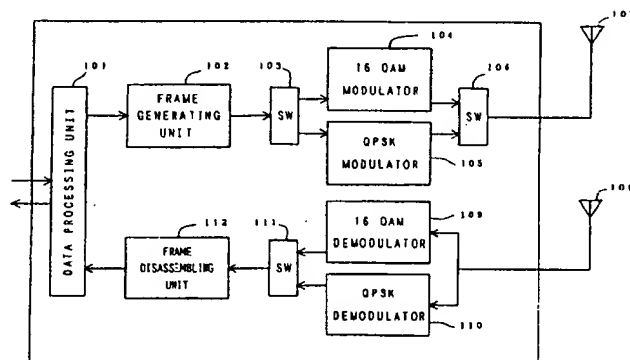 101
102
103
104
16 QAM
MODULATOR
106
DATA PROCESSING UNIT
FRAME
GENERATING
UNIT
SW
SW
QPSK
MODULATOR
105
112
111
16 QAM
DEMODULATOR
109
FRAME
DISASSEMBLING
UNIT
SW
QPSK
DEMODULATOR
110